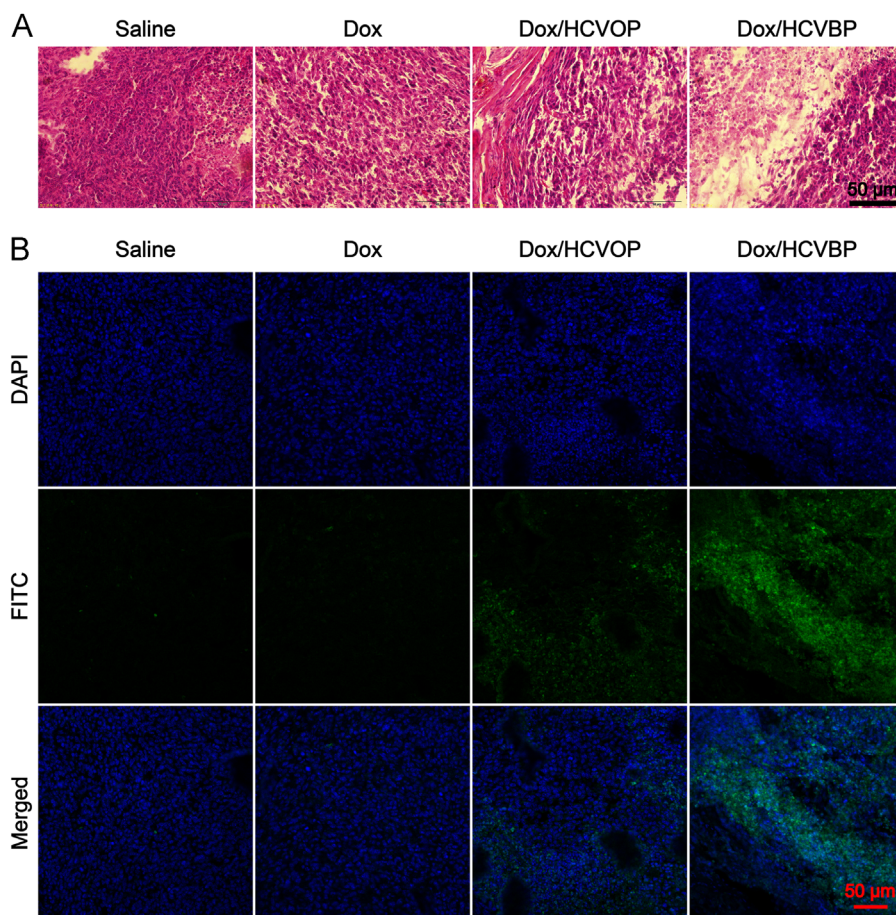 A
Saline Dox Dox/HCVOP Dox/HCVBP
50 µm
B
Saline Dox Dox/HCVOP Dox/HCVBP
DAPI
FITC
Merged
50 µm